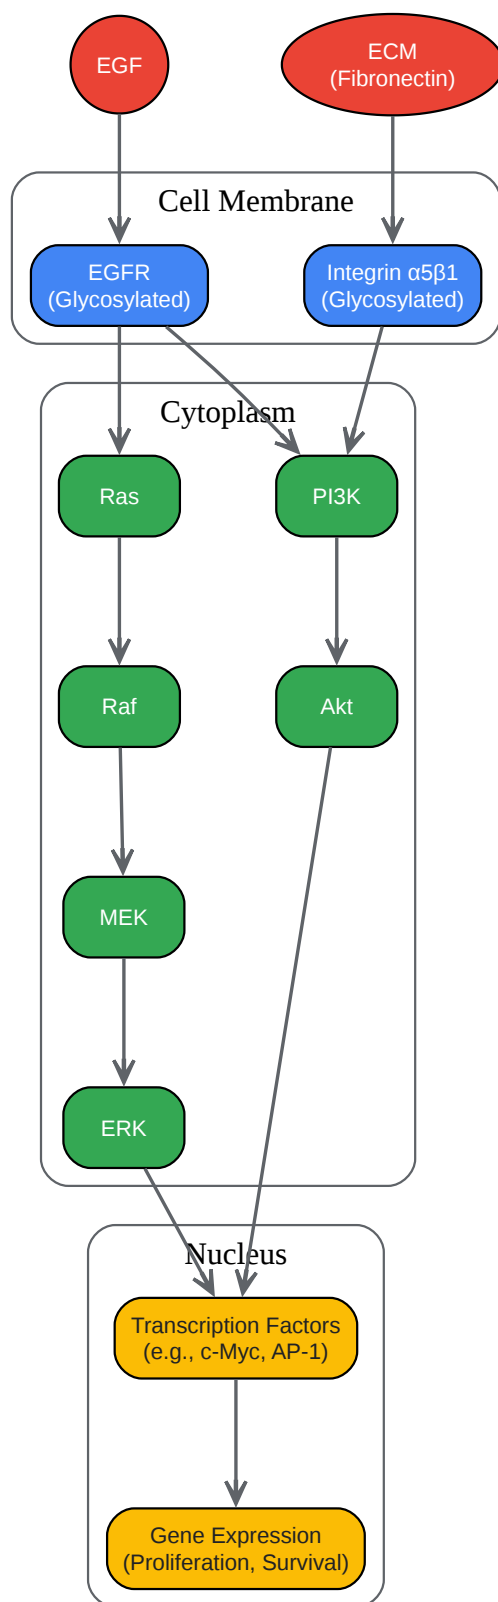 EGF
ECM
(Fibronectin)
Cell Membrane
EGFR
(Glycosylated)
Integrin α5β1
(Glycosylated)
Cytoplasm
Ras
PI3K
Raf
Akt
MEK
ERK
Nucleus
Transcription Factors
(e.g., c-Myc, AP-1)
Gene Expression
(Proliferation, Survival)